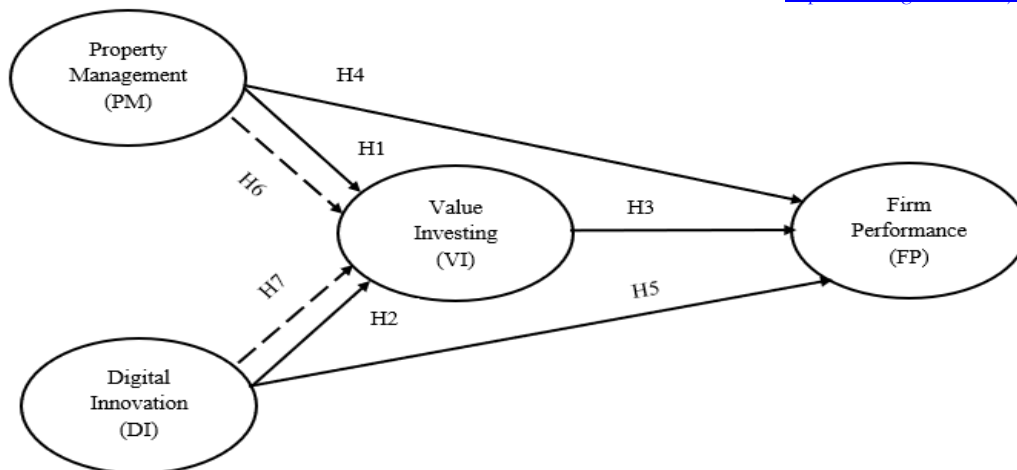 Property
Management
(PM)
H4
H1
H6
Value
Investing
(VI)
H3
Firm
Performance
(FP)
H7
H2
H5
Digital
Innovation
(DI)